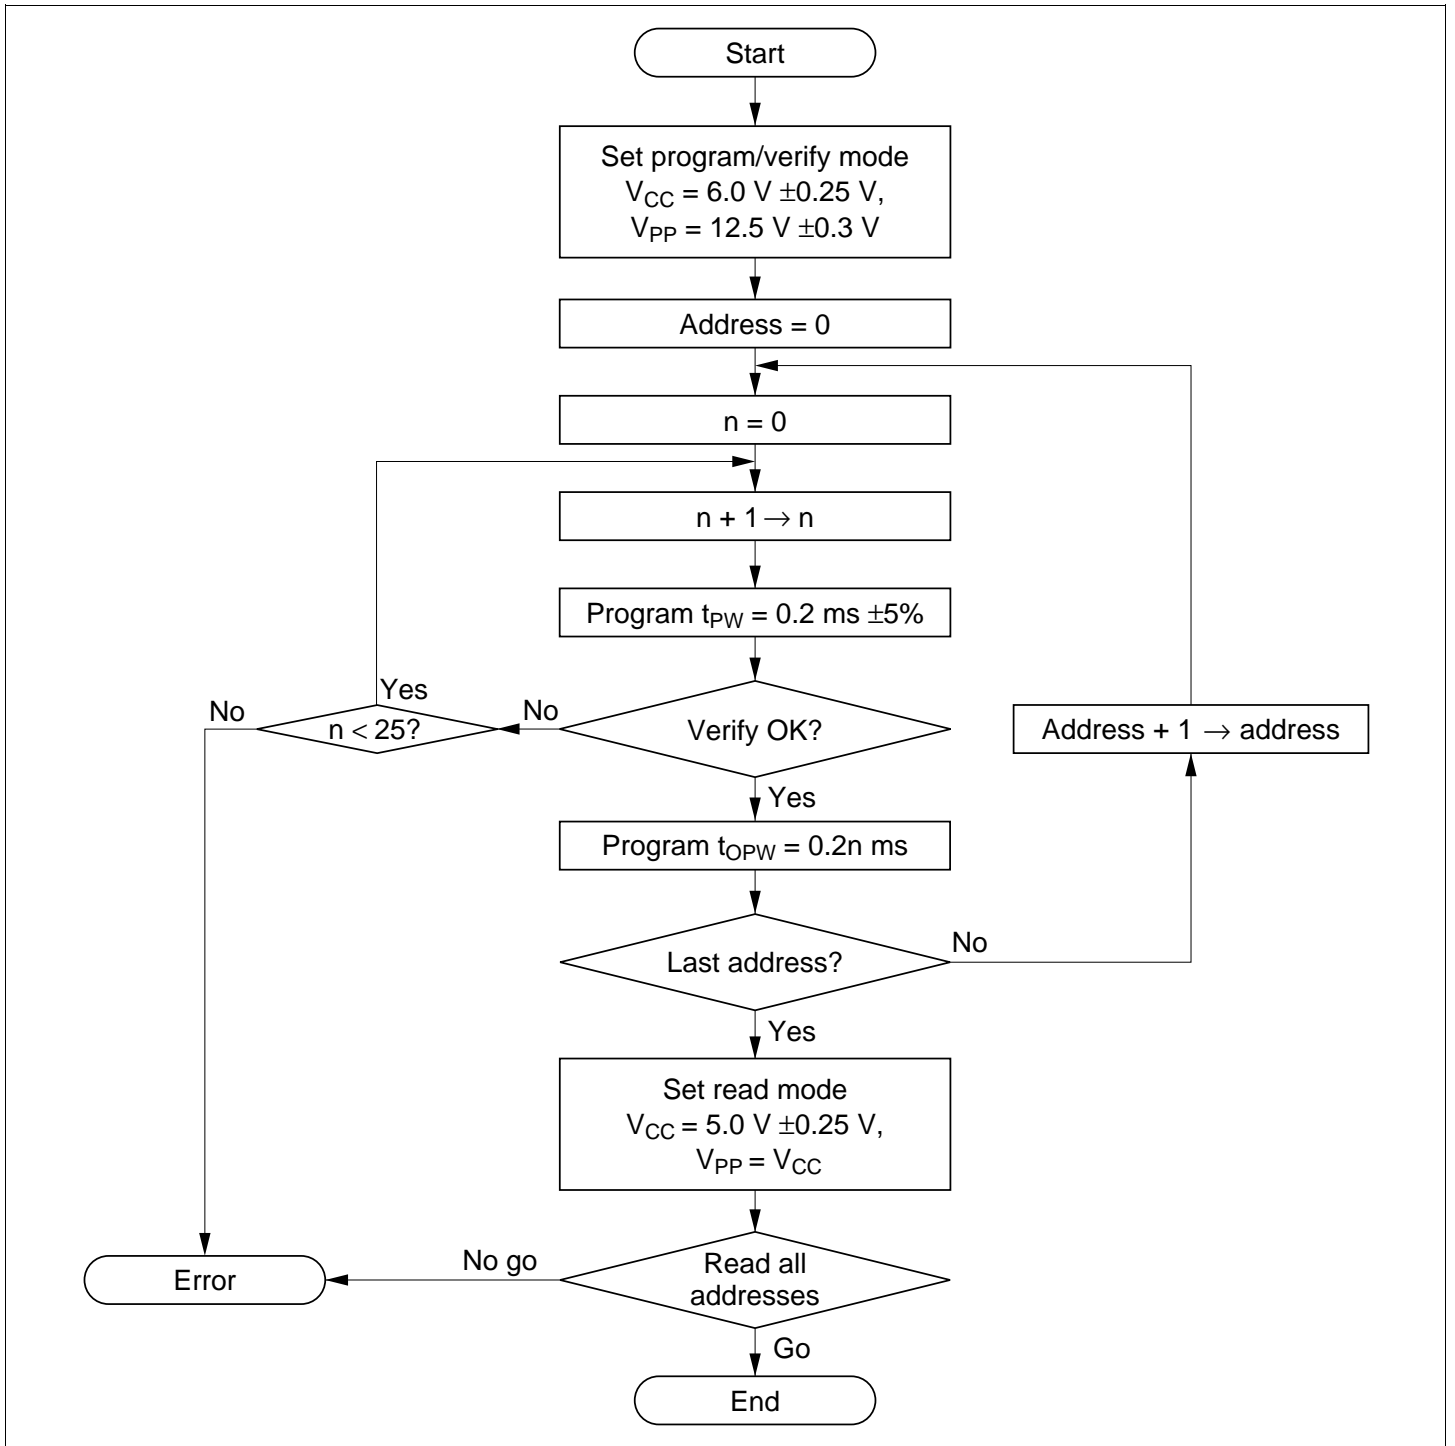 Start
Set program/verify mode
VCC = 6.0 V ±0.25 V,
VPP = 12.5 V ±0.3 V
Address = 0
n = 0
n + 1 → n
Program tPW = 0.2 ms ±5%
Verify OK?
No
n < 25?
Yes
No
Yes
Address + 1 → address
Program tOPW = 0.2n ms
Last address?
No
Yes
Set read mode
VCC = 5.0 V ±0.25 V,
VPP = VCC
Read all
addresses
No go
Error
Go
End